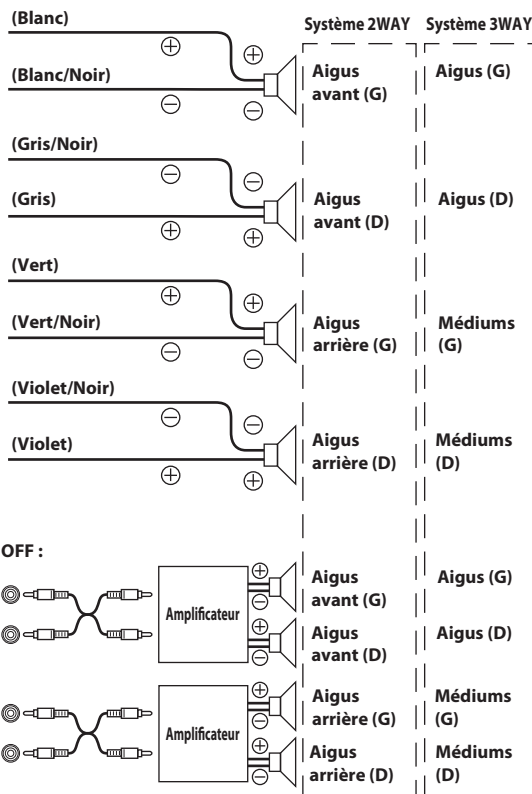 Système 2WAY Système 3WAY
(Blanc)
⊕ ⊕
(Blanc/Noir)
⊖ ⊖
Aigus
avant (G)
Aigus (G)
(Gris/Noir)
⊖ ⊖
(Gris)
⊕ ⊕
Aigus
avant (D)
Aigus (D)
(Vert)
⊕ ⊕
(Vert/Noir)
⊖ ⊖
Aigus
arrière (G)
Médiums
(G)
(Violet/Noir)
⊖ ⊖
(Violet)
⊕ ⊕
Aigus
arrière (D)
Médiums
(D)
OFF :
Amplificateur
⊕
⊖
Aigus
avant (G)
Aigus (G)
⊕
⊖
Aigus
avant (D)
Aigus (D)
Amplificateur
⊕
⊖
Aigus
arrière (G)
Médiums
(G)
⊕
⊖
Aigus
arrière (D)
Médiums
(D)